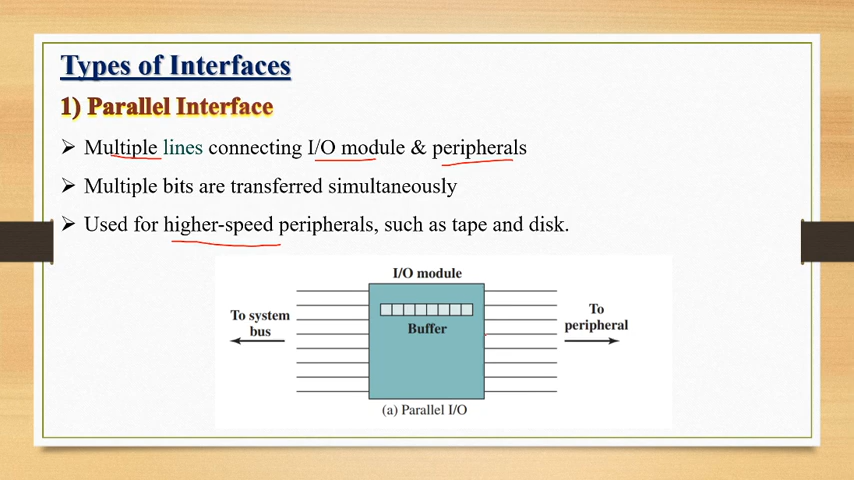 Types of Interfaces
1) Parallel Interface
➢ Multiple lines connecting I/O module & peripherals
➢ Multiple bits are transferred simultaneously
➢ Used for higher-speed peripherals, such as tape and disk.
I/O module
To system
bus
Buffer
To
peripheral
(a) Parallel I/O